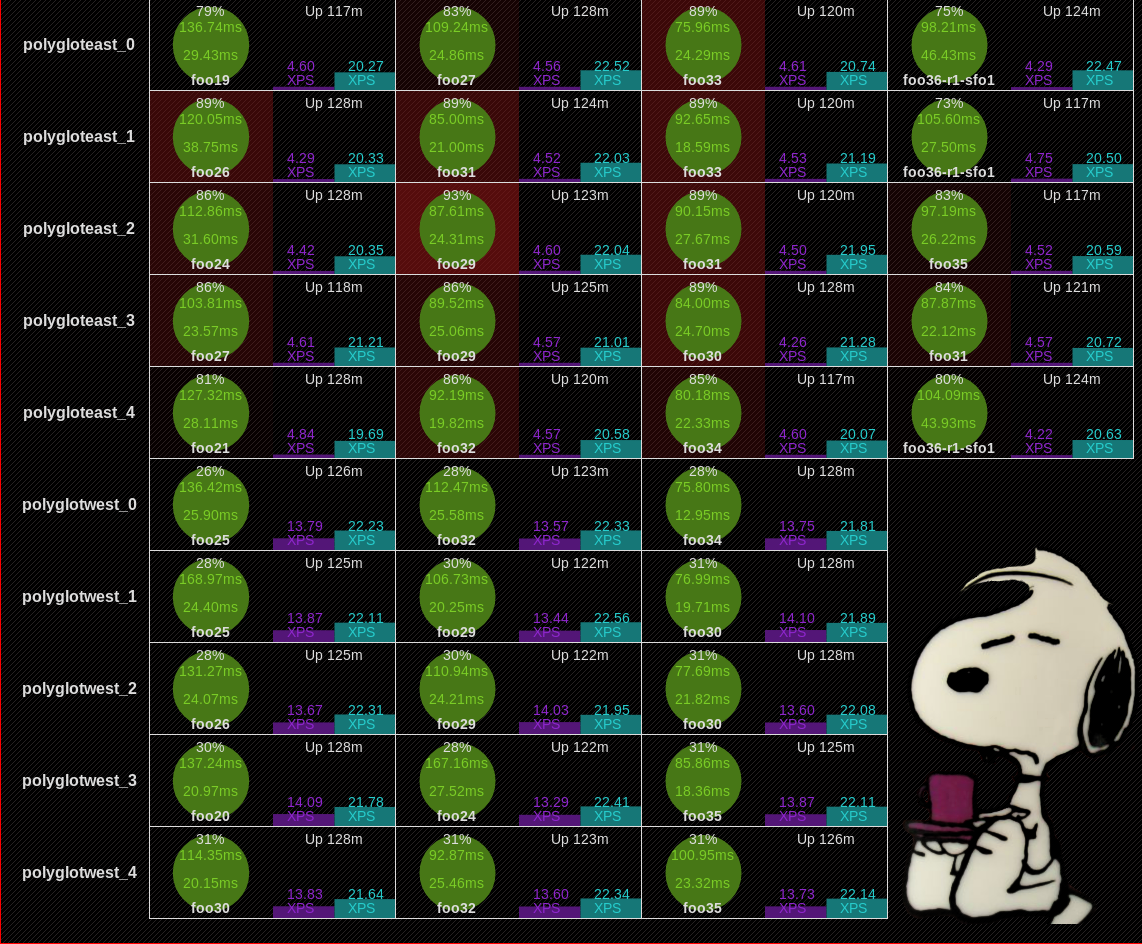 polygloteast_0
79% Up 117m
136.74ms
29.43ms
4.60 XPS 20.27 XPS
foo19
83% Up 128m
109.24ms
24.86ms
4.56 XPS 22.52 XPS
foo27
89% Up 120m
75.96ms
24.29ms
4.61 XPS 20.74 XPS
foo33
75% Up 124m
98.21ms
46.43ms
4.29 XPS 22.47 XPS
foo36-r1-sfo1
polygloteast_1
89% Up 128m
120.05ms
38.75ms
4.29 XPS 20.33 XPS
foo26
89% Up 124m
85.00ms
21.00ms
4.52 XPS 22.03 XPS
foo31
89% Up 120m
92.65ms
18.59ms
4.53 XPS 21.19 XPS
foo33
73% Up 117m
105.60ms
27.50ms
4.75 XPS 20.50 XPS
foo36-r1-sfo1
polygloteast_2
86% Up 128m
112.86ms
31.60ms
4.42 XPS 20.35 XPS
foo24
93% Up 123m
87.61ms
24.31ms
4.60 XPS 22.04 XPS
foo29
89% Up 120m
90.15ms
27.67ms
4.50 XPS 21.95 XPS
foo31
83% Up 117m
97.19ms
26.22ms
4.52 XPS 20.59 XPS
foo35
polygloteast_3
86% Up 118m
103.81ms
23.57ms
4.61 XPS 21.21 XPS
foo27
86% Up 125m
89.52ms
25.06ms
4.57 XPS 21.01 XPS
foo29
89% Up 128m
84.00ms
24.70ms
4.26 XPS 21.28 XPS
foo30
84% Up 121m
87.87ms
22.12ms
4.57 XPS 20.72 XPS
foo31
polygloteast_4
81% Up 128m
127.32ms
28.11ms
4.84 XPS 19.69 XPS
foo21
86% Up 120m
92.19ms
19.82ms
4.57 XPS 20.58 XPS
foo32
85% Up 117m
80.18ms
22.33ms
4.60 XPS 20.07 XPS
foo34
80% Up 124m
104.09ms
43.93ms
4.22 XPS 20.63 XPS
foo36-r1-sfo1
polyglotwest_0
26% Up 126m
136.42ms
25.90ms
13.79 XPS 22.23 XPS
foo25
28% Up 123m
112.47ms
25.58ms
13.57 XPS 22.33 XPS
foo32
28% Up 128m
75.80ms
12.95ms
13.75 XPS 21.81 XPS
foo34
polyglotwest_1
28% Up 125m
168.97ms
24.40ms
13.87 XPS 22.11 XPS
foo25
30% Up 122m
106.73ms
20.25ms
13.44 XPS 22.56 XPS
foo29
31% Up 128m
76.99ms
19.71ms
14.10 XPS 21.89 XPS
foo30
polyglotwest_2
28% Up 125m
131.27ms
24.07ms
13.67 XPS 22.31 XPS
foo26
30% Up 122m
110.94ms
24.21ms
14.03 XPS 21.95 XPS
foo29
31% Up 128m
77.69ms
21.82ms
13.60 XPS 22.08 XPS
foo30
polyglotwest_3
30% Up 128m
137.24ms
20.97ms
14.09 XPS 21.78 XPS
foo20
28% Up 122m
167.16ms
27.52ms
13.29 XPS 22.41 XPS
foo24
31% Up 125m
85.86ms
18.36ms
13.87 XPS 22.11 XPS
foo35
polyglotwest_4
31% Up 128m
114.35ms
20.15ms
13.83 XPS 21.64 XPS
foo30
31% Up 123m
92.87ms
25.46ms
13.60 XPS 22.34 XPS
foo32
31% Up 126m
100.95ms
23.32ms
13.73 XPS 22.14 XPS
foo35